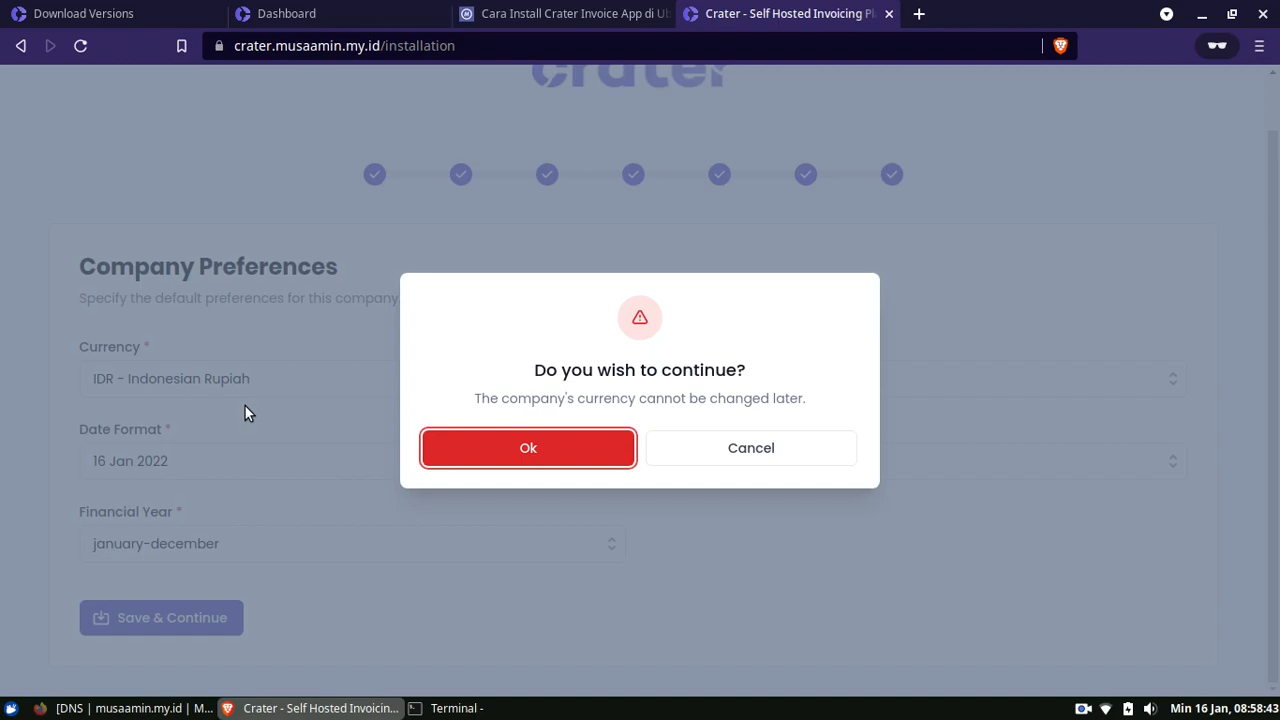 Download Versions
Dashboard
Cara Install Crater Invoice App di Ub
Crater - Self Hosted Invoicing Pl
crater.musaamin.my.id/installation
crater
Company Preferences
Specify the default preferences for this company.
Currency *
IDR - Indonesian Rupiah
Date Format *
16 Jan 2022
Financial Year *
january-december
Save & Continue
Do you wish to continue?
The company's currency cannot be changed later.
Ok
Cancel
[DNS | musaamin.my.id | M...
Crater - Self Hosted Invoicin...
Terminal -
Min 16 Jan, 08:58:43